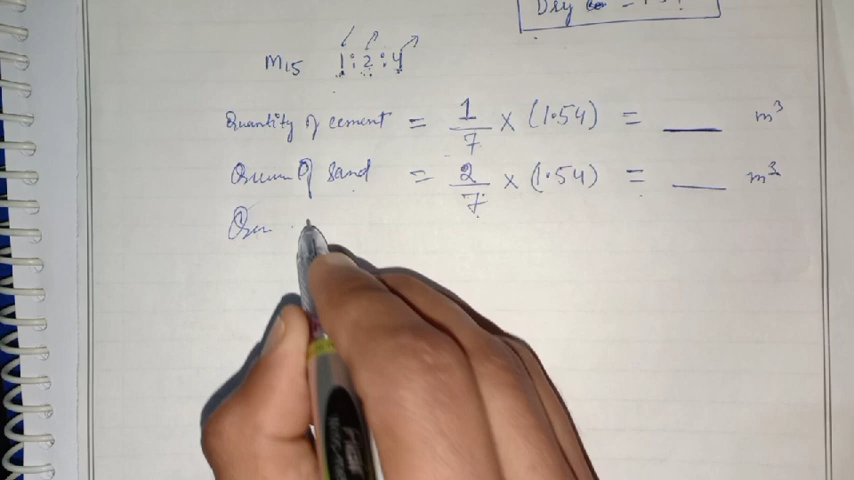 Dry
M15 1:2:4
Quantity of cement = 1/7 × (1.54) = ___ m³
of sand = 2/7 × (1.54) = ___ m³